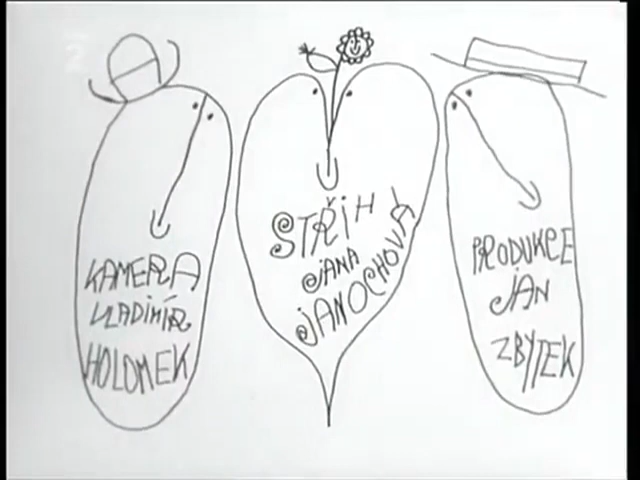 KAMERA
VLADIMÍR
HOLOMEK
STŘIH
JANA
JANOCHOVÁ
PRODUKCE
JAN
ZBYTEK